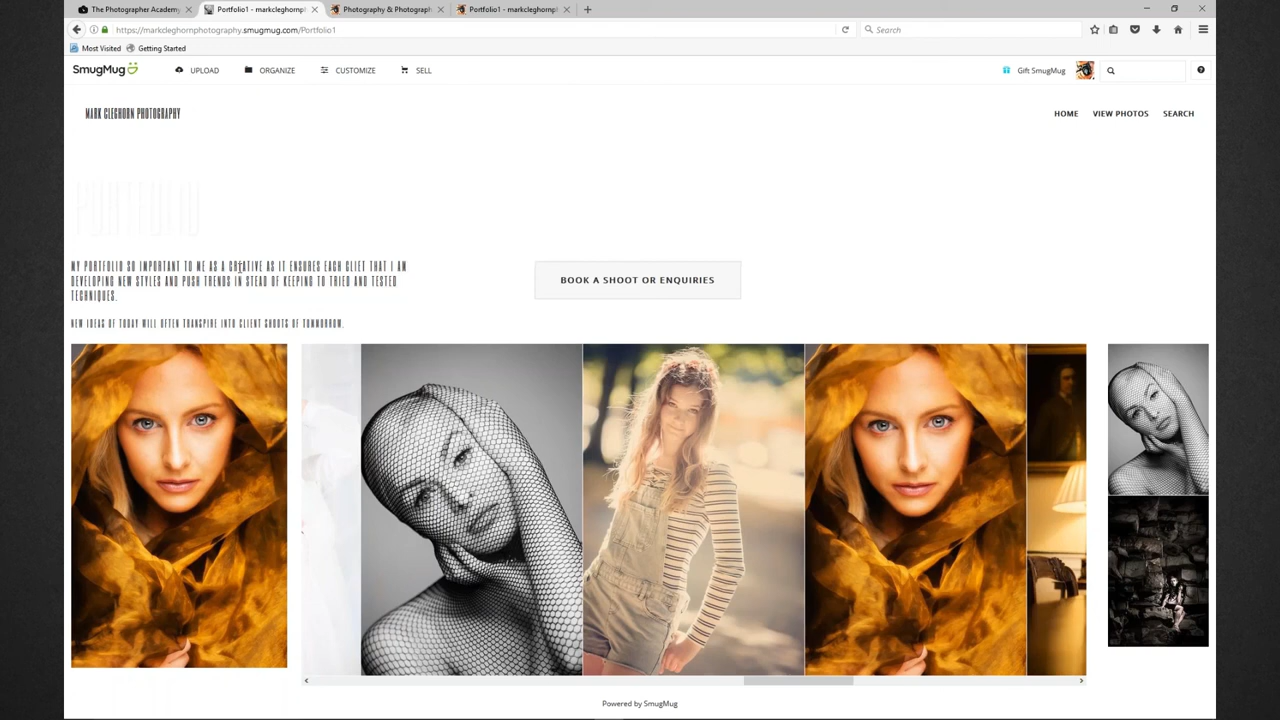 The Photographer Academy
Portfolio1 - markcleghornph
Photography & Photograph
Portfolio1 - markcleghornph
https://markcleghornphotography.smugmug.com/Portfolio1
Search
Most Visited
Getting Started
SmugMug
UPLOAD
ORGANIZE
CUSTOMIZE
SELL
Gift SmugMug
MARK CLEGHORN PHOTOGRAPHY
HOME
VIEW PHOTOS
SEARCH
PORTFOLIO
MY PORTFOLIO SO IMPORTANT TO ME AS A CREATIVE AS IT ENSURES EACH CLIET THAT I AM
DEVELOPING NEW STYLES AND PUSH TRENDS IN STEAD OF KEEPING TO TRIED AND TESTED
TECHNIQUES.
BOOK A SHOOT OR ENQUIRIES
NEW IDEAS OF TODAY WILL OFTEN TRANSPIRE INTO CLIENT SHOOTS OF TOMMORROW.
Powered by SmugMug